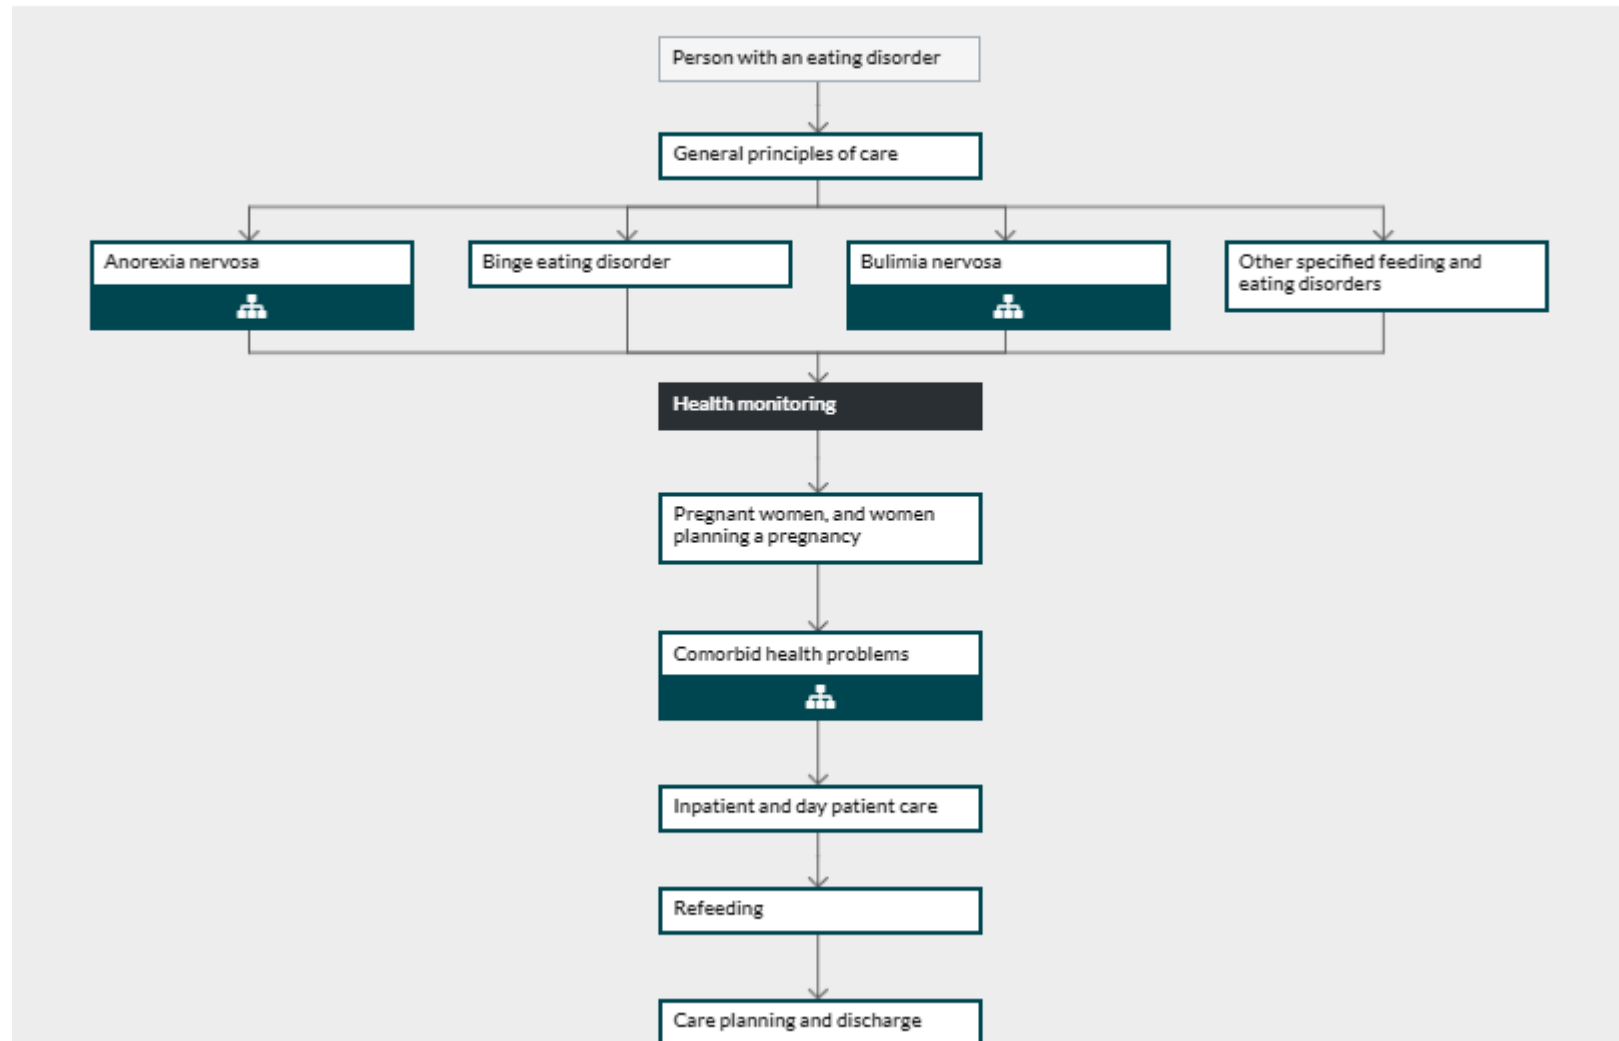 Person with an eating disorder
General principles of care
Anorexia nervosa
Binge eating disorder
Bulimia nervosa
Other specified feeding and
eating disorders
Health monitoring
Pregnant women, and women
planning a pregnancy
Comorbid health problems
Inpatient and day patient care
Refeeding
Care planning and discharge